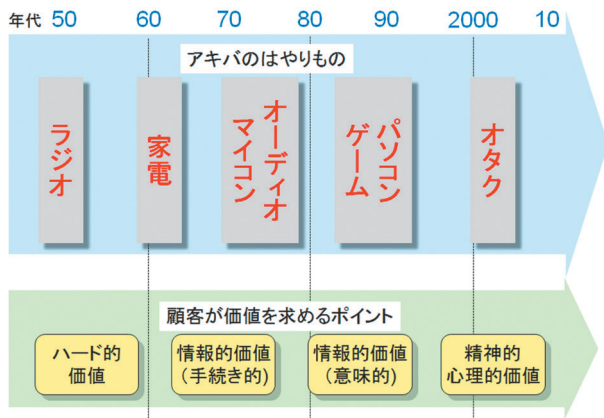 年代 50 60 70 80 90 2000 10
アキバのはやりもの
ラジオ
家電
オーディオ
マイコン
パソコン
ゲーム
オタク
顧客が価値を求めるポイント
ハード的
価値
情報的価値
(手続き的)
情報的価値
(意味的)
精神的
心理的価値